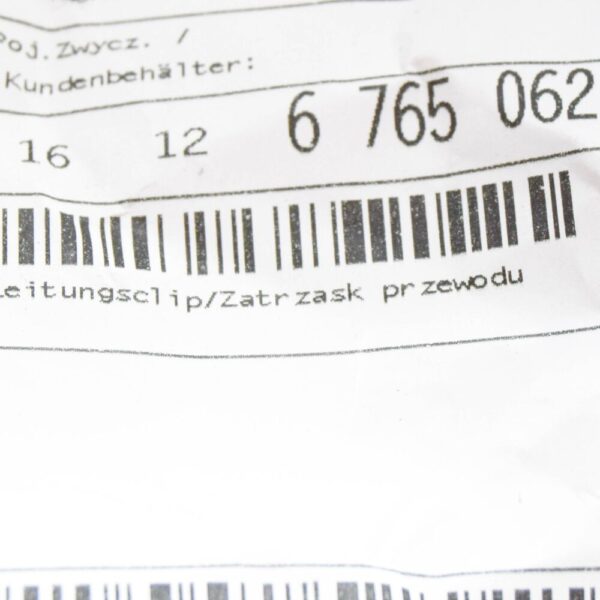 Poj.Zwycz. /
Kundenbehälter:
16 12 6 765 062
Leitungsclip/Zatrzask przewodu